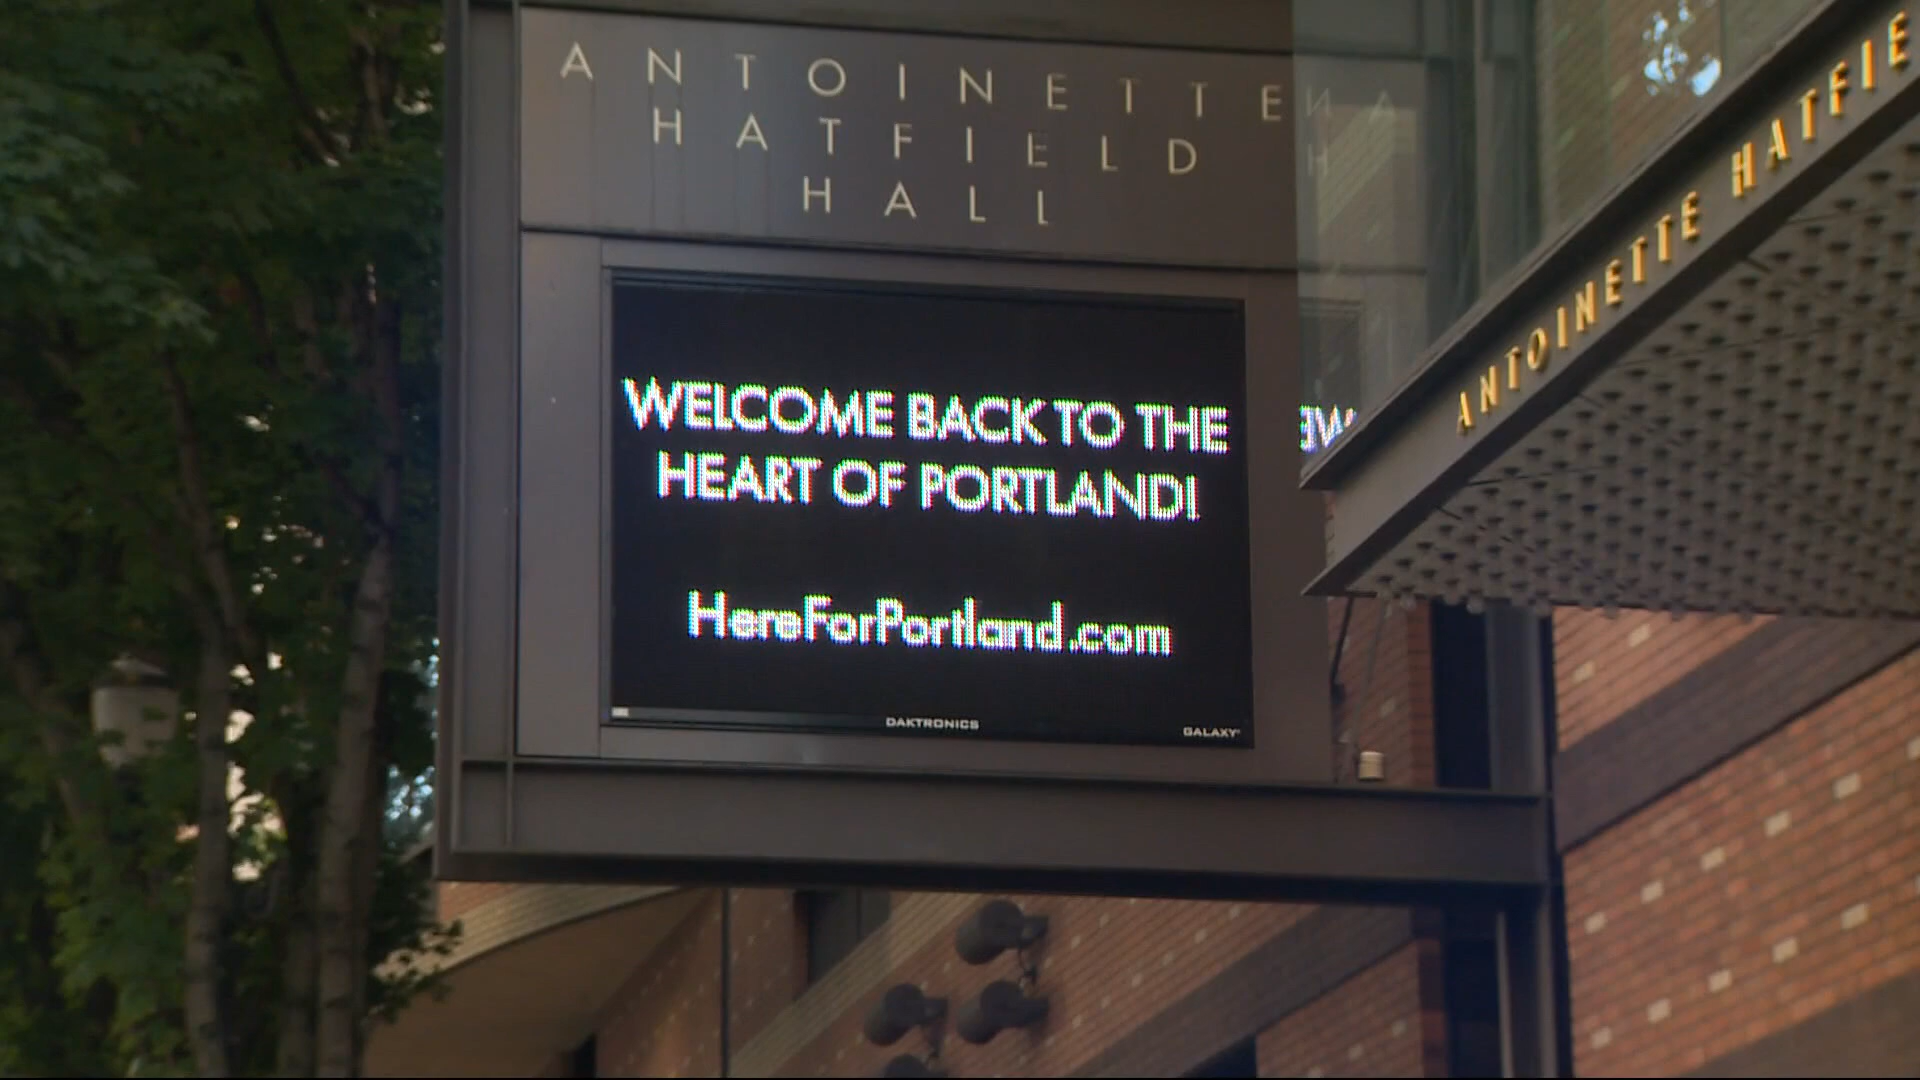 ANTOINETTE
HATFIELD
HALL
WELCOME BACK TO THE
HEART OF PORTLAND!
HereForPortland.com
DAKTRONICS
GALAXY
ANTOINETTE HATFIE